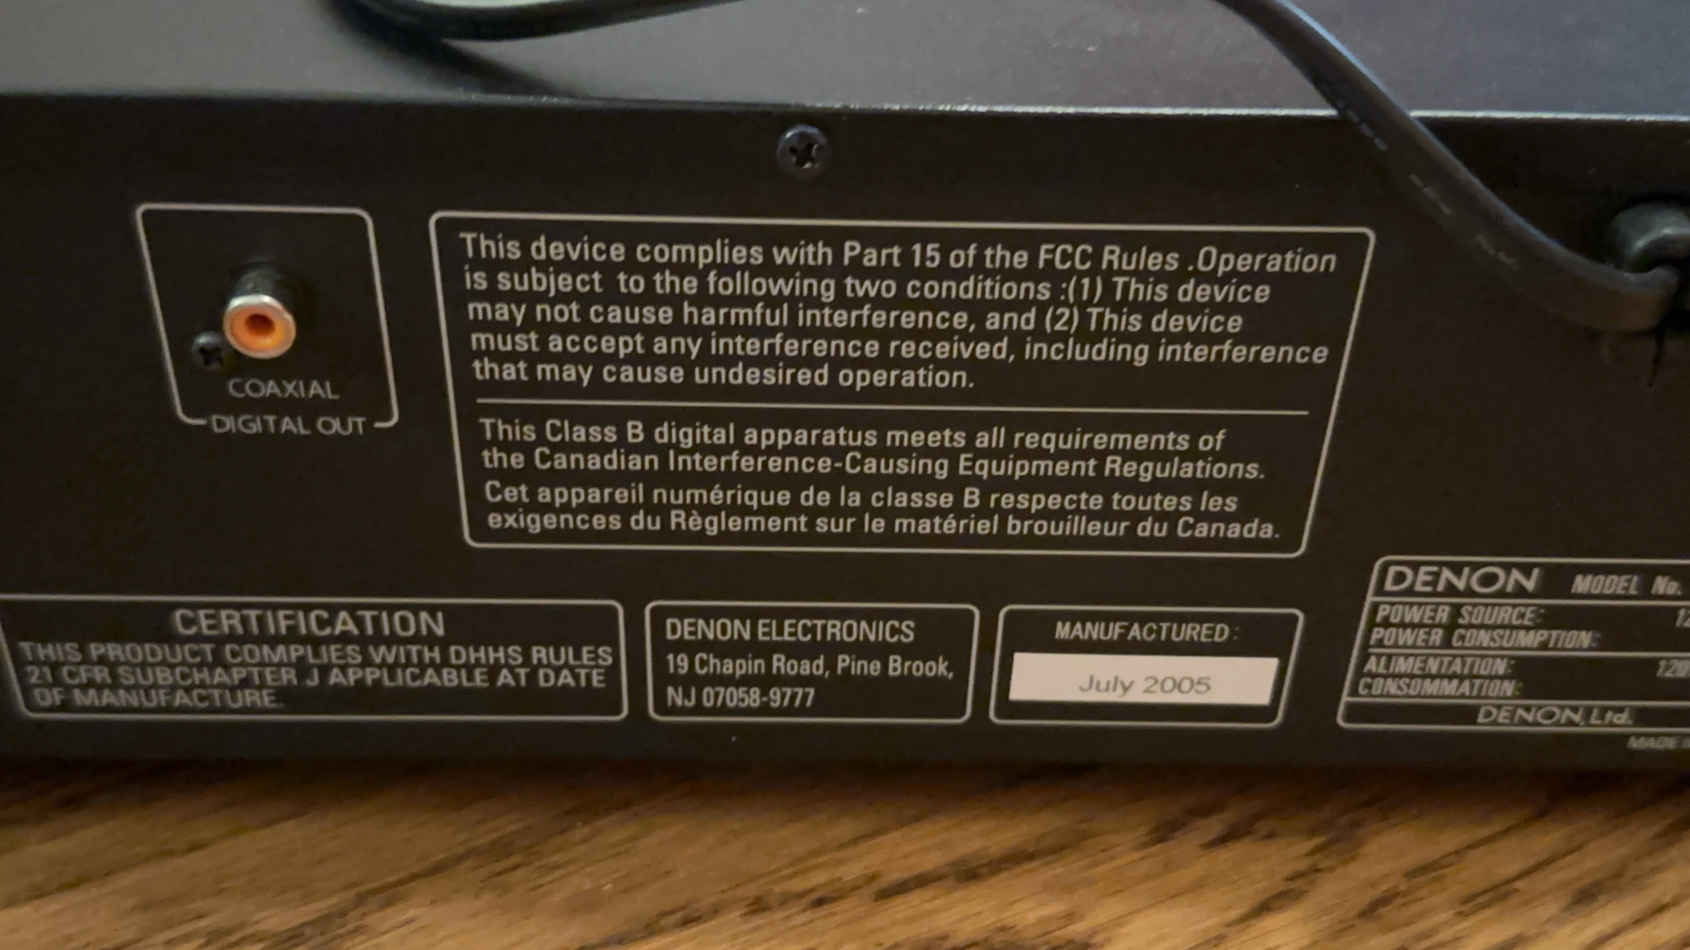 This device complies with Part 15 of the FCC Rules .Operation
is subject to the following two conditions :(1) This device
may not cause harmful interference, and (2) This device
must accept any interference received, including interference
that may cause undesired operation.
This Class B digital apparatus meets all requirements of
the Canadian Interference-Causing Equipment Regulations.
Cet appareil numérique de la classe B respecte toutes les
exigences du Règlement sur le matériel brouilleur du Canada.
COAXIAL
DIGITAL OUT
CERTIFICATION
THIS PRODUCT COMPLIES WITH DHHS RULES
21 CFR SUBCHAPTER J APPLICABLE AT DATE
OF MANUFACTURE.
DENON ELECTRONICS
19 Chapin Road, Pine Brook,
NJ 07058-9777
MANUFACTURED:
July 2005
DENON MODEL No.
POWER SOURCE:
POWER CONSUMPTION:
ALIMENTATION:
CONSOMMATION:
DENON, Ltd.
MADE